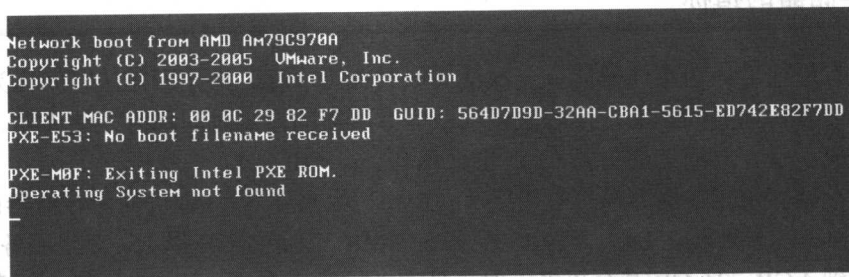 Network boot from AMD Am79C970A
Copyright (C) 2003-2005  VMware, Inc.
Copyright (C) 1997-2000  Intel Corporation
CLIENT MAC ADDR: 00 0C 29 82 F7 DD  GUID: 564D7D9D-32AA-CBA1-5615-ED742E82F7DD
PXE-E53: No boot filename received
PXE-M0F: Exiting Intel PXE ROM.
Operating System not found